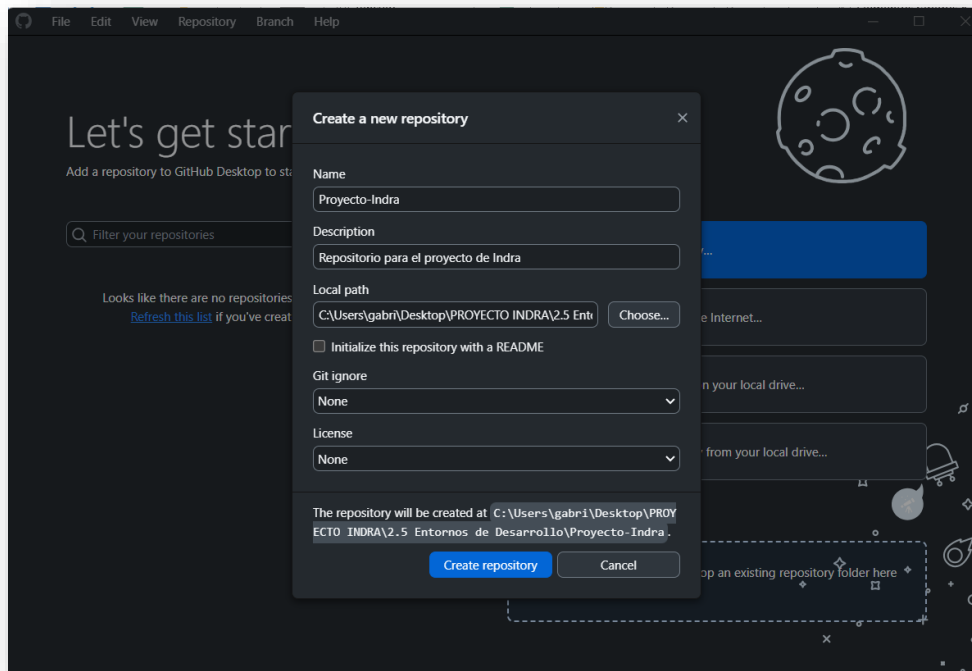 File Edit View Repository Branch Help
Let's get star
Add a repository to GitHub Desktop to sta
Filter your repositories
Looks like there are no repositories
Refresh this list if you've creat
Create a new repository
Name
Proyecto-Indra
Description
Repositorio para el proyecto de Indra
Local path
C:\Users\gabri\Desktop\PROYECTO INDRA\2.5 Ent
Choose...
Initialize this repository with a README
Git ignore
None
License
None
The repository will be created at C:\Users\gabri\Desktop\PROY
ECTO INDRA\2.5 Entornos de Desarrollo\Proyecto-Indra.
Create repository
Cancel
...
e Internet...
n your local drive...
from your local drive...
op an existing repository folder here